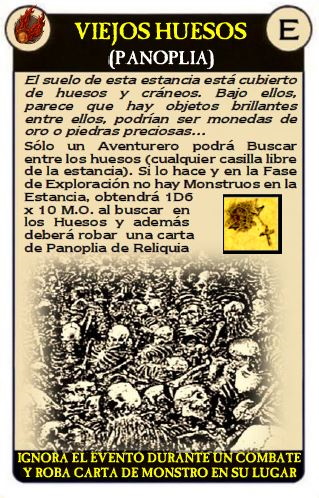 VIEJOS HUESOS
E
(PANOPLIA)
El suelo de esta estancia está cubierto
de huesos y cráneos. Bajo ellos,
parece que hay objetos brillantes
entre ellos, podrían ser monedas de
oro o piedras preciosas...
Sólo un Aventurero podrá Buscar
entre los huesos (cualquier casilla libre
de la estancia). Si lo hace y en la Fase
de Exploración no hay Monstruos en la
Estancia, obtendrá 1D6
x 10 M.O. al buscar en
los Huesos y además
deberá robar una carta
de Panoplia de Reliquia
IGNORA EL EVENTO DURANTE UN COMBATE
Y ROBA CARTA DE MONSTRO EN SU LUGAR